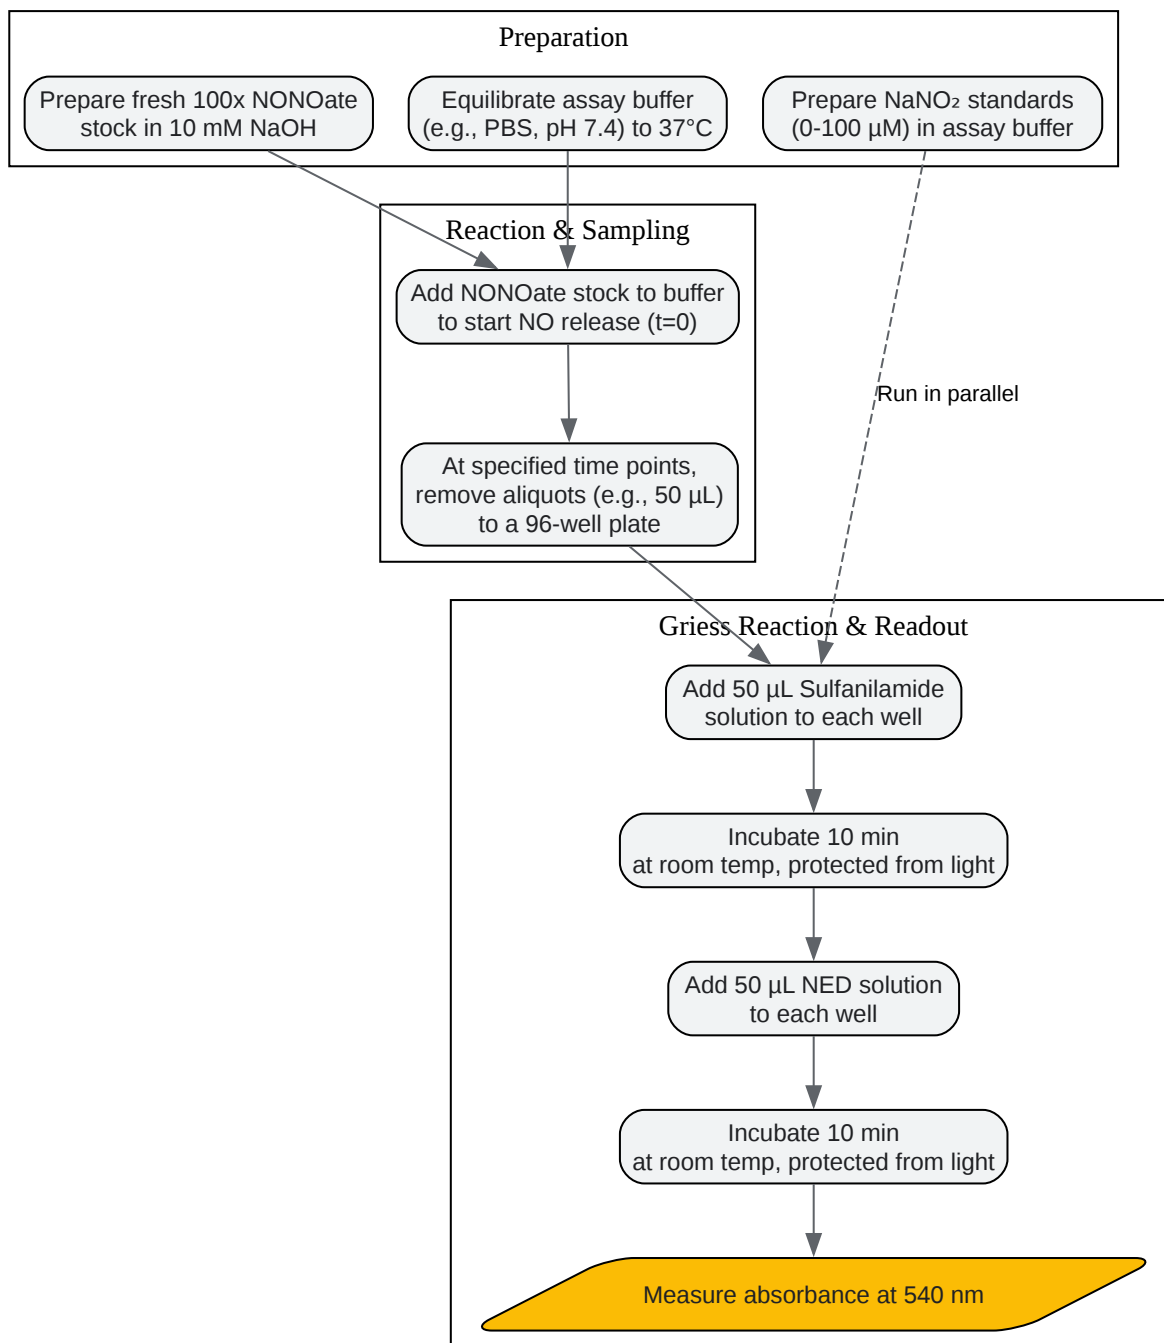 Preparation
Prepare fresh 100x NONOate
stock in 10 mM NaOH
Equilibrate assay buffer
(e.g., PBS, pH 7.4) to 37°C
Prepare NaNO₂ standards
(0-100 µM) in assay buffer
Reaction & Sampling
Add NONOate stock to buffer
to start NO release (t=0)
Run in parallel
At specified time points,
remove aliquots (e.g., 50 µL)
to a 96-well plate
Griess Reaction & Readout
Add 50 µL Sulfanilamide
solution to each well
Incubate 10 min
at room temp, protected from light
Add 50 µL NED solution
to each well
Incubate 10 min
at room temp, protected from light
Measure absorbance at 540 nm